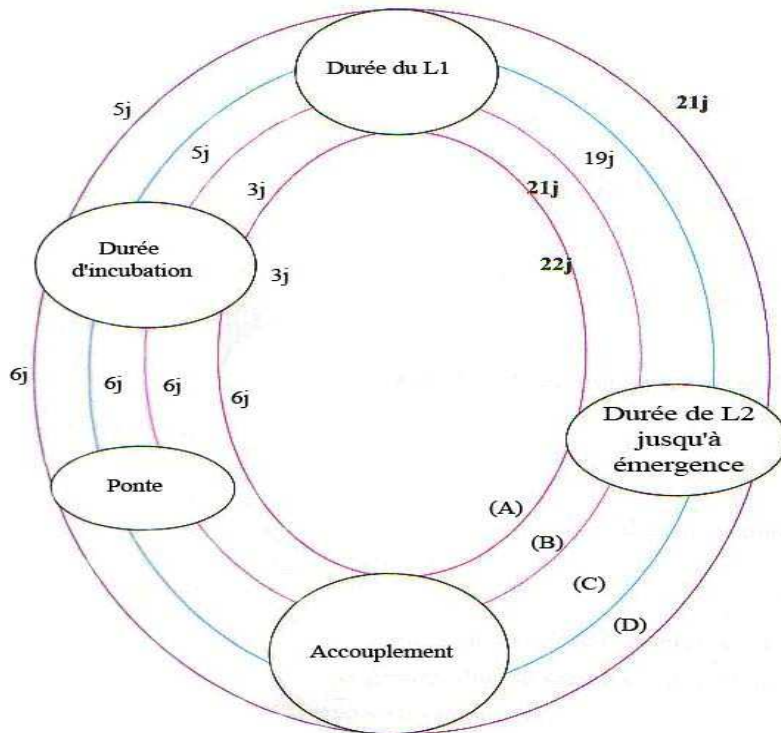 Durée du L1
5j
21j
5j
19j
3j
21j
Durée
d'incubation
3j
22j
6j
6j
6j
6j
Durée de L2
jusqu'à
émergence
Ponte
(A)
(B)
(C)
(D)
Accouplement